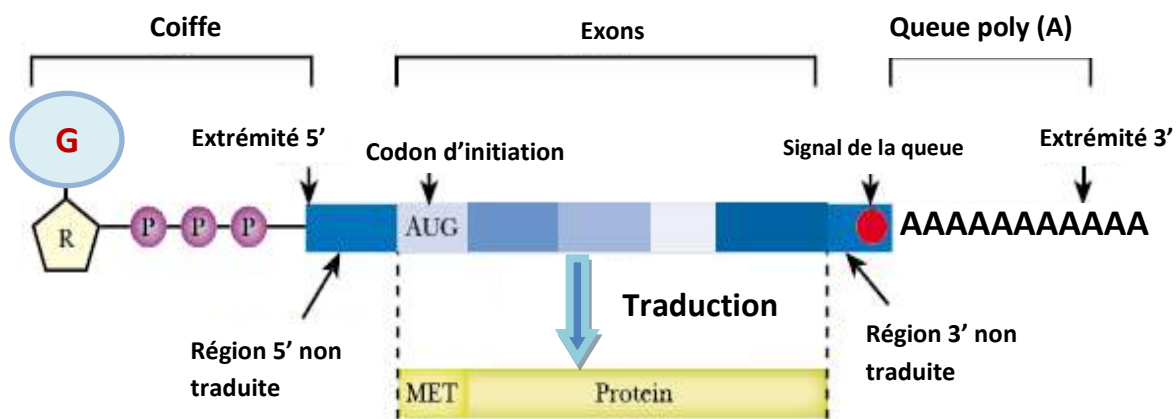 Coiffe
Exons
Queue poly (A)
G
Extrémité 5’
Codon d’initiation
Signal de la queue
Extrémité 3’
R
P P P
AUG
AAAAAAAAAAA
Traduction
Région 5’ non
traduite
Région 3’ non
traduite
MET
Protein